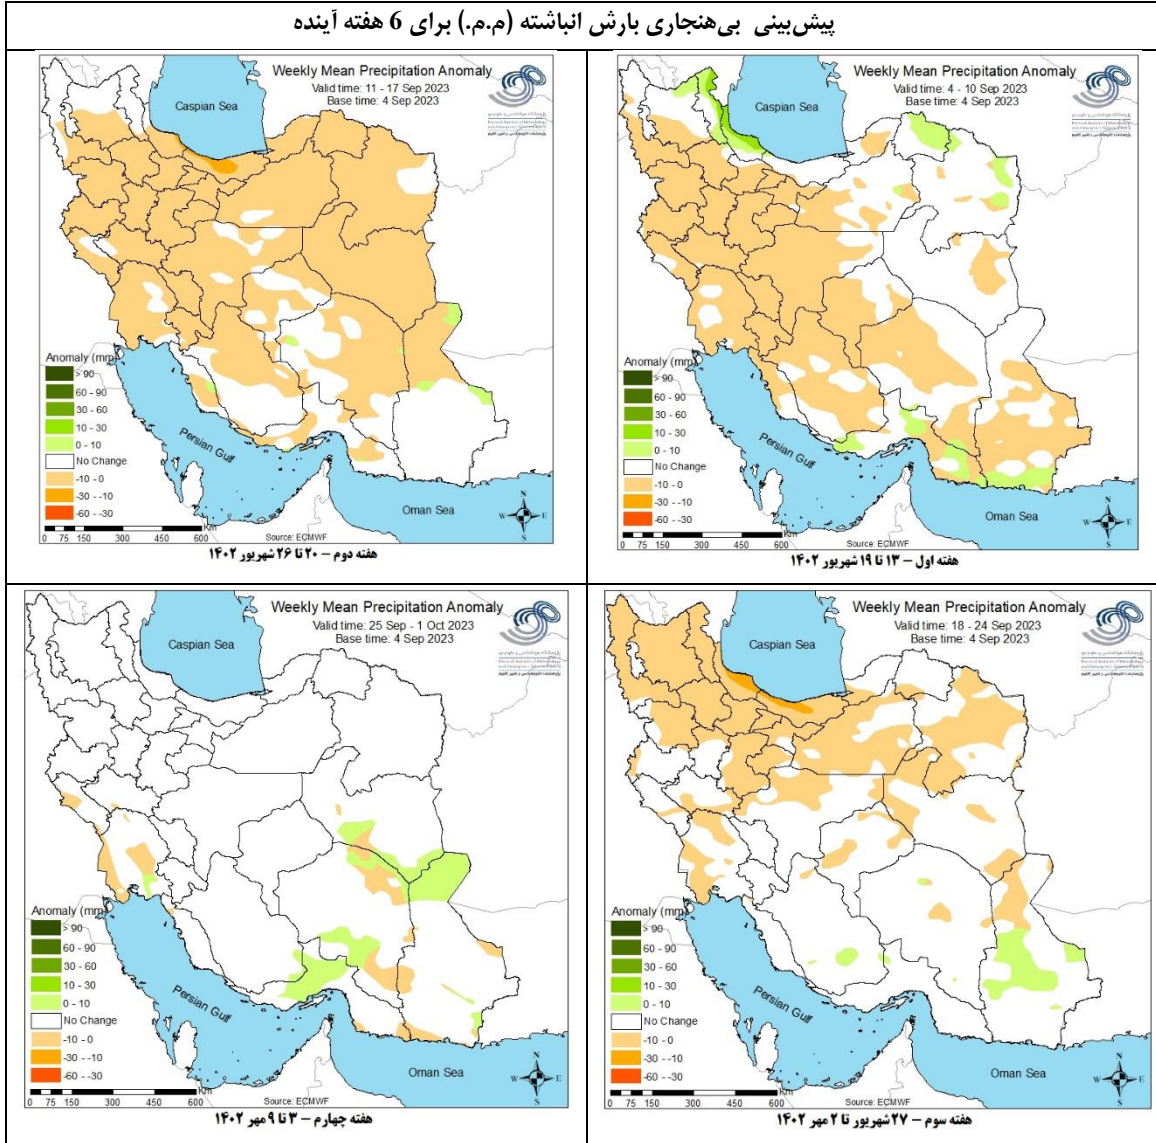 پیش‌بینی بی‌هنجاری بارش انباشته (م.م.) برای 6 هفته آینده
Weekly Mean Precipitation Anomaly
Valid time: 4 - 10 Sep 2023
Base time: 4 Sep 2023
Caspian Sea
Persian Gulf
Oman Sea
Anomaly (mm)
> 90
60 - 90
30 - 60
10 - 30
0 - 10
No Change
-10 - 0
-30 - -10
-60 - -30
N
W E
S
Km
0 75 150 300 450 600
Source: ECMWF
هفته اول – ۱۳ تا ۱۹ شهریور ۱۴۰۲
Weekly Mean Precipitation Anomaly
Valid time: 11 - 17 Sep 2023
Base time: 4 Sep 2023
Caspian Sea
Persian Gulf
Oman Sea
Anomaly (mm)
> 90
60 - 90
30 - 60
10 - 30
0 - 10
No Change
-10 - 0
-30 - -10
-60 - -30
N
W E
S
Km
0 75 150 300 450 600
Source: ECMWF
هفته دوم – ۲۰ تا ۲۶ شهریور ۱۴۰۲
Weekly Mean Precipitation Anomaly
Valid time: 18 - 24 Sep 2023
Base time: 4 Sep 2023
Caspian Sea
Persian Gulf
Oman Sea
Anomaly (mm)
> 90
60 - 90
30 - 60
10 - 30
0 - 10
No Change
-10 - 0
-30 - -10
-60 - -30
N
W E
S
Km
0 75 150 300 450 600
Source: ECMWF
هفته سوم – ۲۷ شهریور تا ۲ مهر ۱۴۰۲
Weekly Mean Precipitation Anomaly
Valid time: 25 Sep - 1 Oct 2023
Base time: 4 Sep 2023
Caspian Sea
Persian Gulf
Oman Sea
Anomaly (mm)
> 90
60 - 90
30 - 60
10 - 30
0 - 10
No Change
-10 - 0
-30 - -10
-60 - -30
N
W E
S
Km
0 75 150 300 450 600
Source: ECMWF
هفته چهارم – ۳ تا ۹ مهر ۱۴۰۲